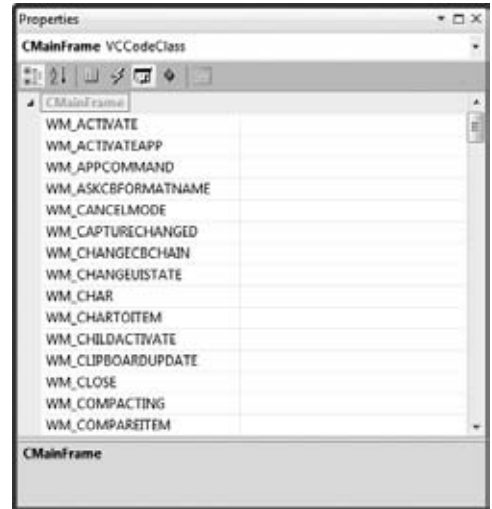 Properties
CMainFrame VCCodeClass
CMainFrame
WM_ACTIVATE
WM_ACTIVATEAPP
WM_APPCOMMAND
WM_ASKCBFORMATNAME
WM_CANCELMODE
WM_CAPTURECHANGED
WM_CHANGECBCHAIN
WM_CHANGEUISTATE
WM_CHAR
WM_CHARTOITEM
WM_CHILDACTIVATE
WM_CLIPBOARDUPDATE
WM_CLOSE
WM_COMPACTING
WM_COMPAREITEM
CMainFrame